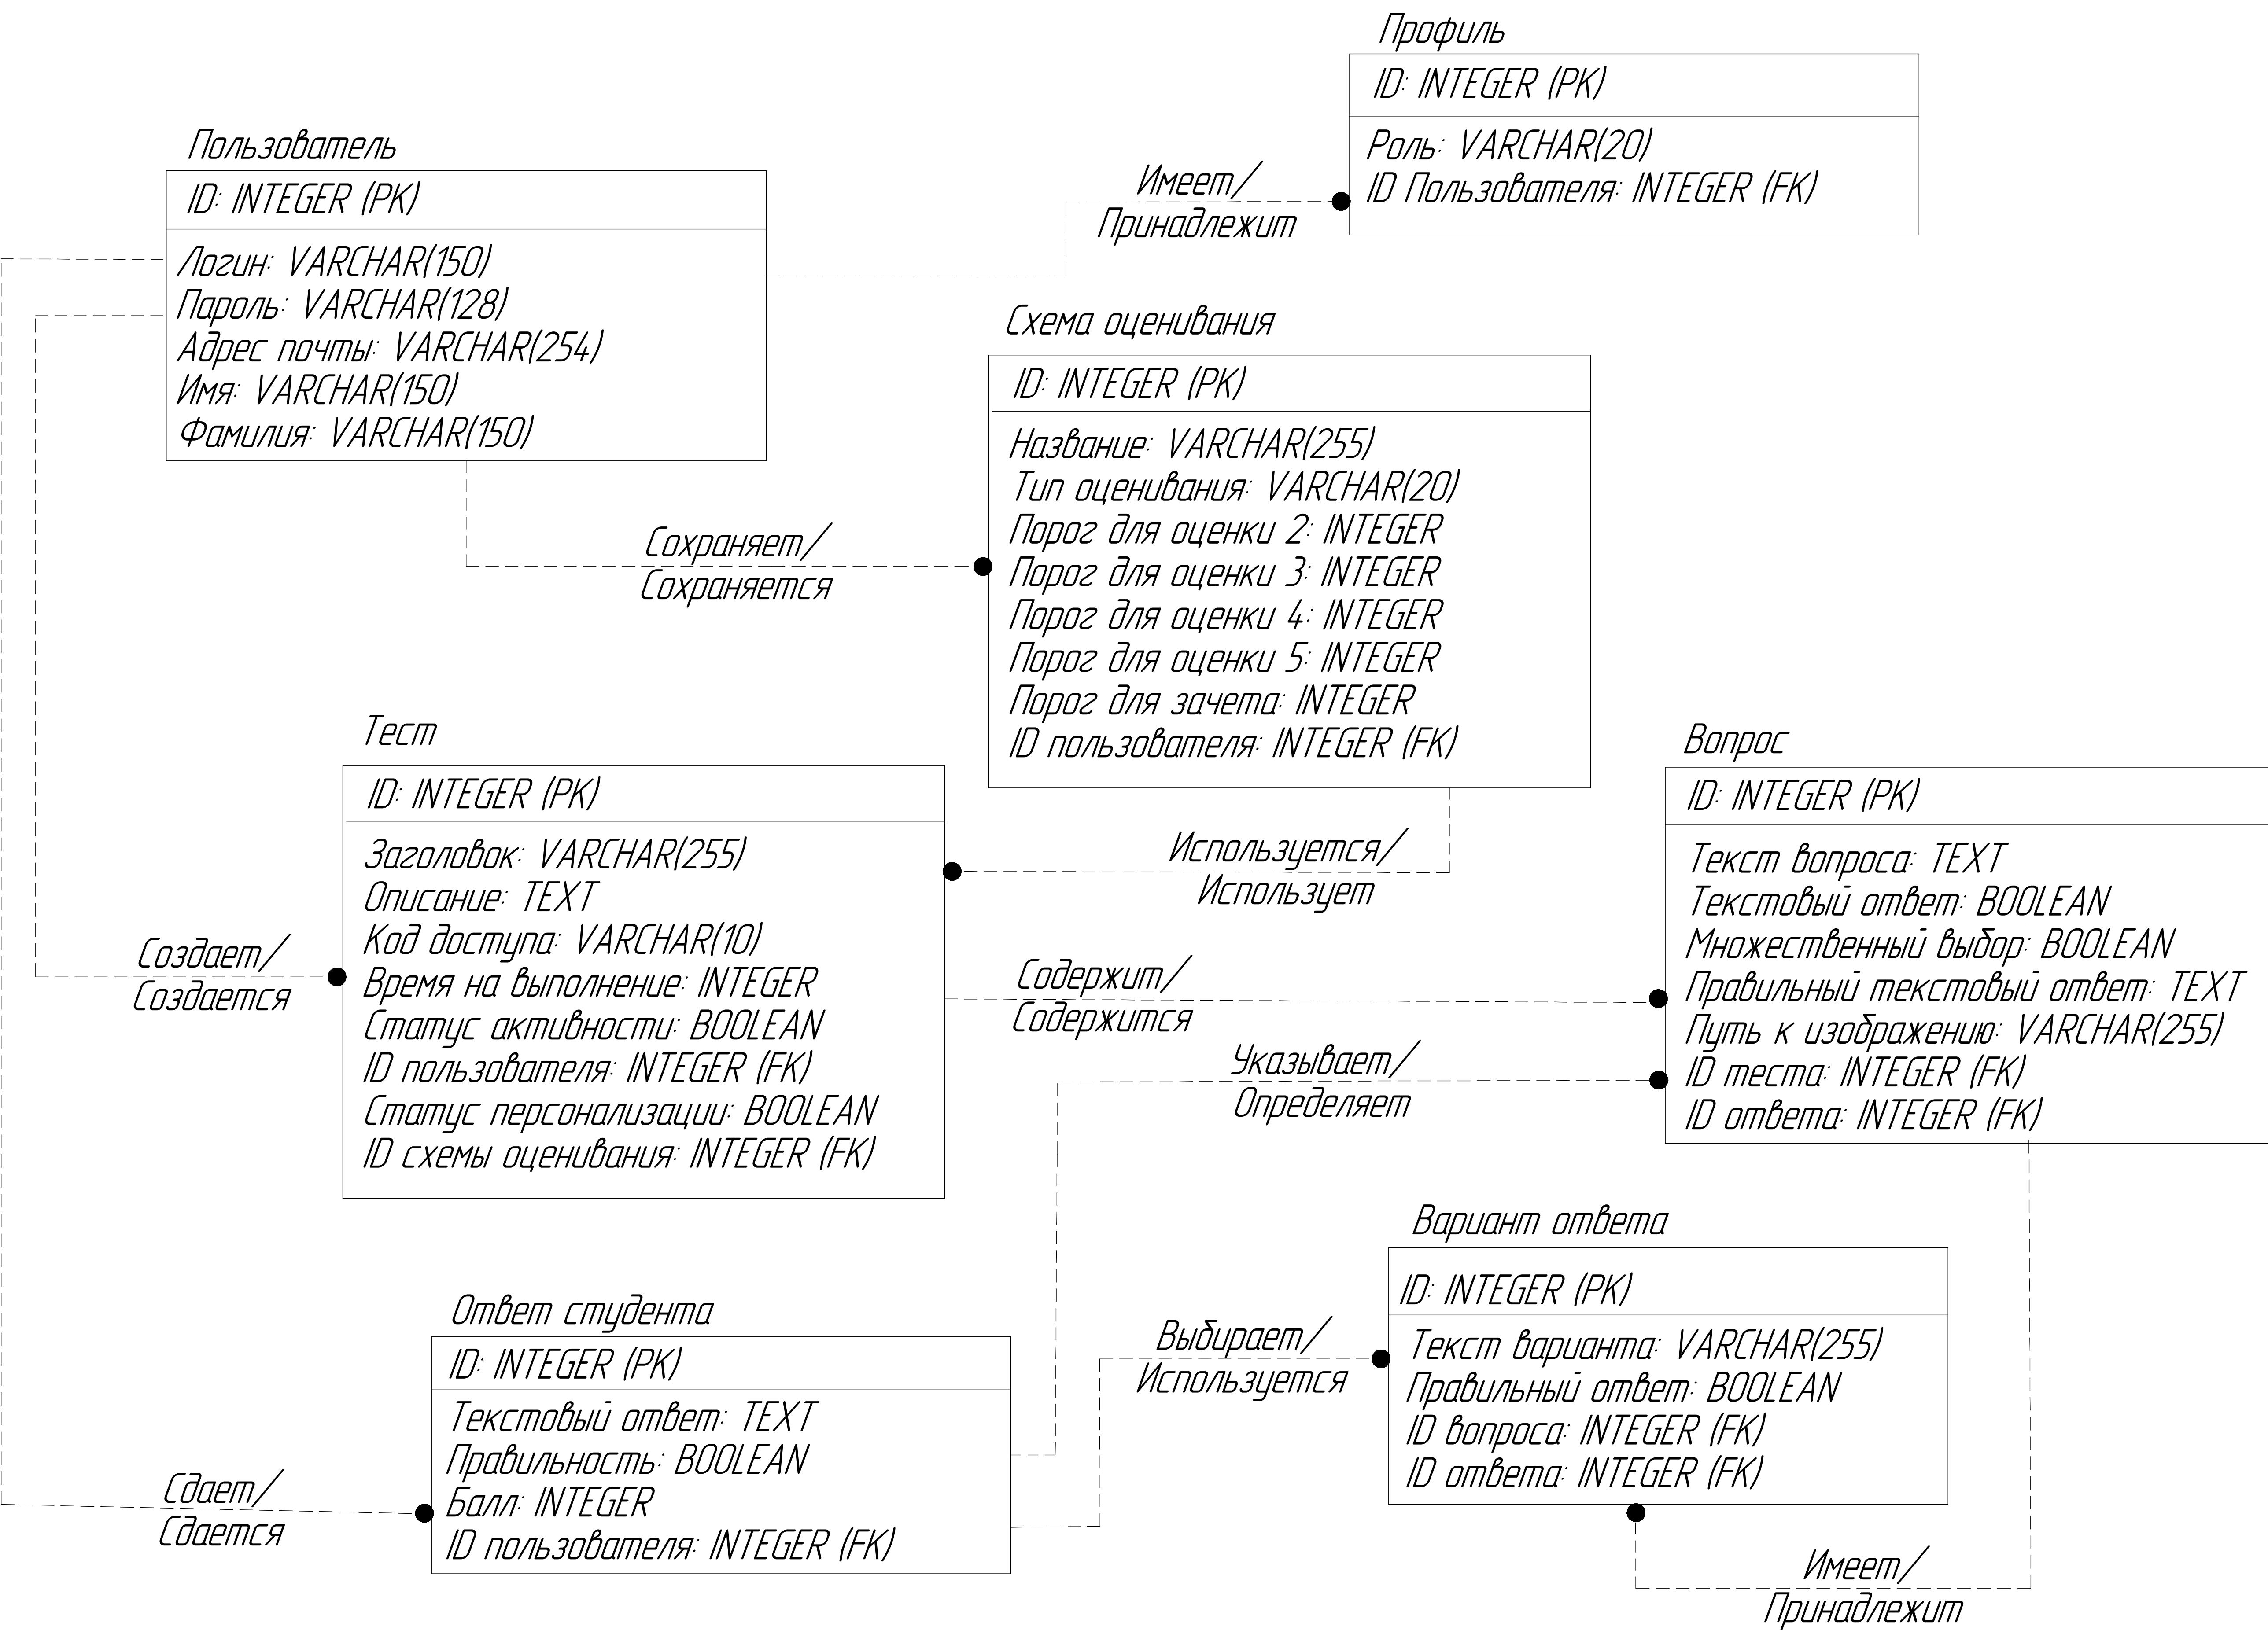 Профиль
ID: INTEGER (PK)
Роль: VARCHAR(20)
ID Пользователя: INTEGER (FK)
Имеет/
Принадлежит
Пользователь
ID: INTEGER (PK)
Логин: VARCHAR(150)
Пароль: VARCHAR(128)
Адрес почты: VARCHAR(254)
Имя: VARCHAR(150)
Фамилия: VARCHAR(150)
Схема оценивания
ID: INTEGER (PK)
Название: VARCHAR(255)
Тип оценивания: VARCHAR(20)
Порог для оценки 2: INTEGER
Порог для оценки 3: INTEGER
Порог для оценки 4: INTEGER
Порог для оценки 5: INTEGER
Порог для зачета: INTEGER
ID пользователя: INTEGER (FK)
Сохраняет/
Сохраняется
Тест
ID: INTEGER (PK)
Заголовок: VARCHAR(255)
Описание: TEXT
Код доступа: VARCHAR(10)
Время на выполнение: INTEGER
Статус активности: BOOLEAN
ID пользователя: INTEGER (FK)
Статус персонализации: BOOLEAN
ID схемы оценивания: INTEGER (FK)
Создает/
Создается
Используется/
Использует
Содержит/
Содержится
Указывает/
Определяет
Вопрос
ID: INTEGER (PK)
Текст вопроса: TEXT
Текстовый ответ: BOOLEAN
Множественный выбор: BOOLEAN
Правильный текстовый ответ: TEXT
Путь к изображению: VARCHAR(255)
ID теста: INTEGER (FK)
ID ответа: INTEGER (FK)
Вариант ответа
ID: INTEGER (PK)
Текст варианта: VARCHAR(255)
Правильный ответ: BOOLEAN
ID вопроса: INTEGER (FK)
ID ответа: INTEGER (FK)
Ответ студента
ID: INTEGER (PK)
Текстовый ответ: TEXT
Правильность: BOOLEAN
Балл: INTEGER
ID пользователя: INTEGER (FK)
Выбирает/
Используется
Сдает/
Сдается
Имеет/
Принадлежит